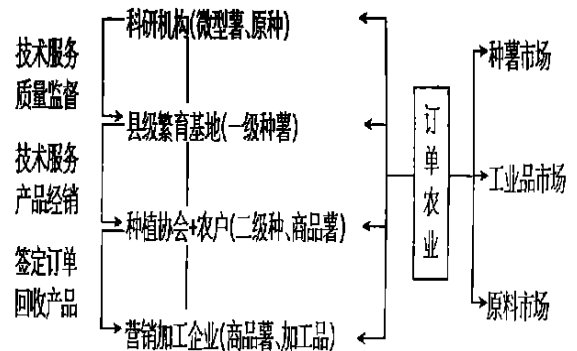 科研机构(微型薯、原种)
技术服务
质量监督
县级繁育基地(一级种薯)
技术服务
产品经销
种植协会+农户(二级种、商品薯)
签定订单
回收产品
营销加工企业(商品薯、加工品)
订单农业
种薯市场
工业品市场
原料市场